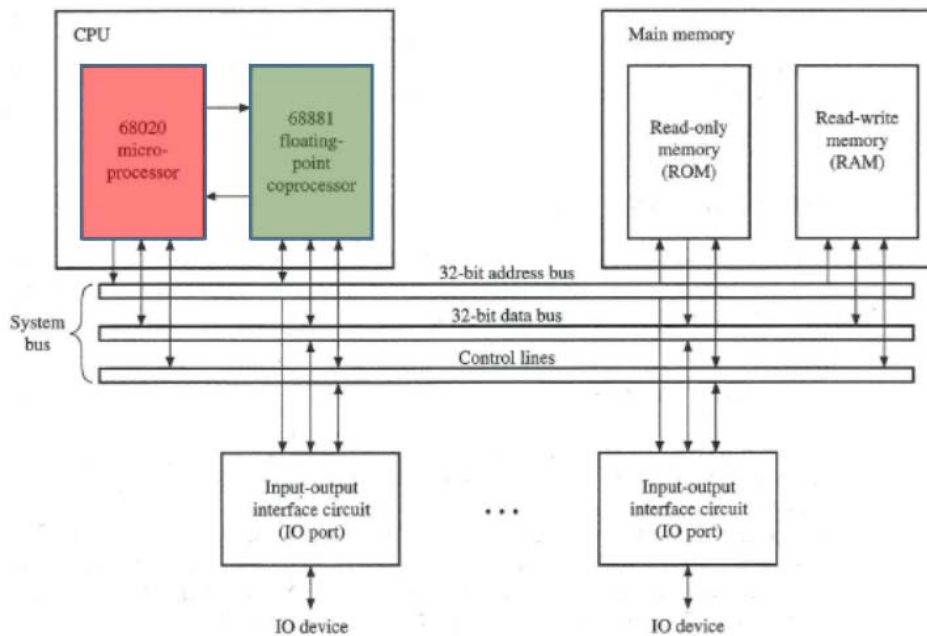 CPU
68020
micro-
processor
68881
floating-
point
coprocessor
Main memory
Read-only
memory
(ROM)
Read-write
memory
(RAM)
System
bus
32-bit address bus
32-bit data bus
Control lines
Input-output
interface circuit
(IO port)
IO device
...
Input-output
interface circuit
(IO port)
IO device